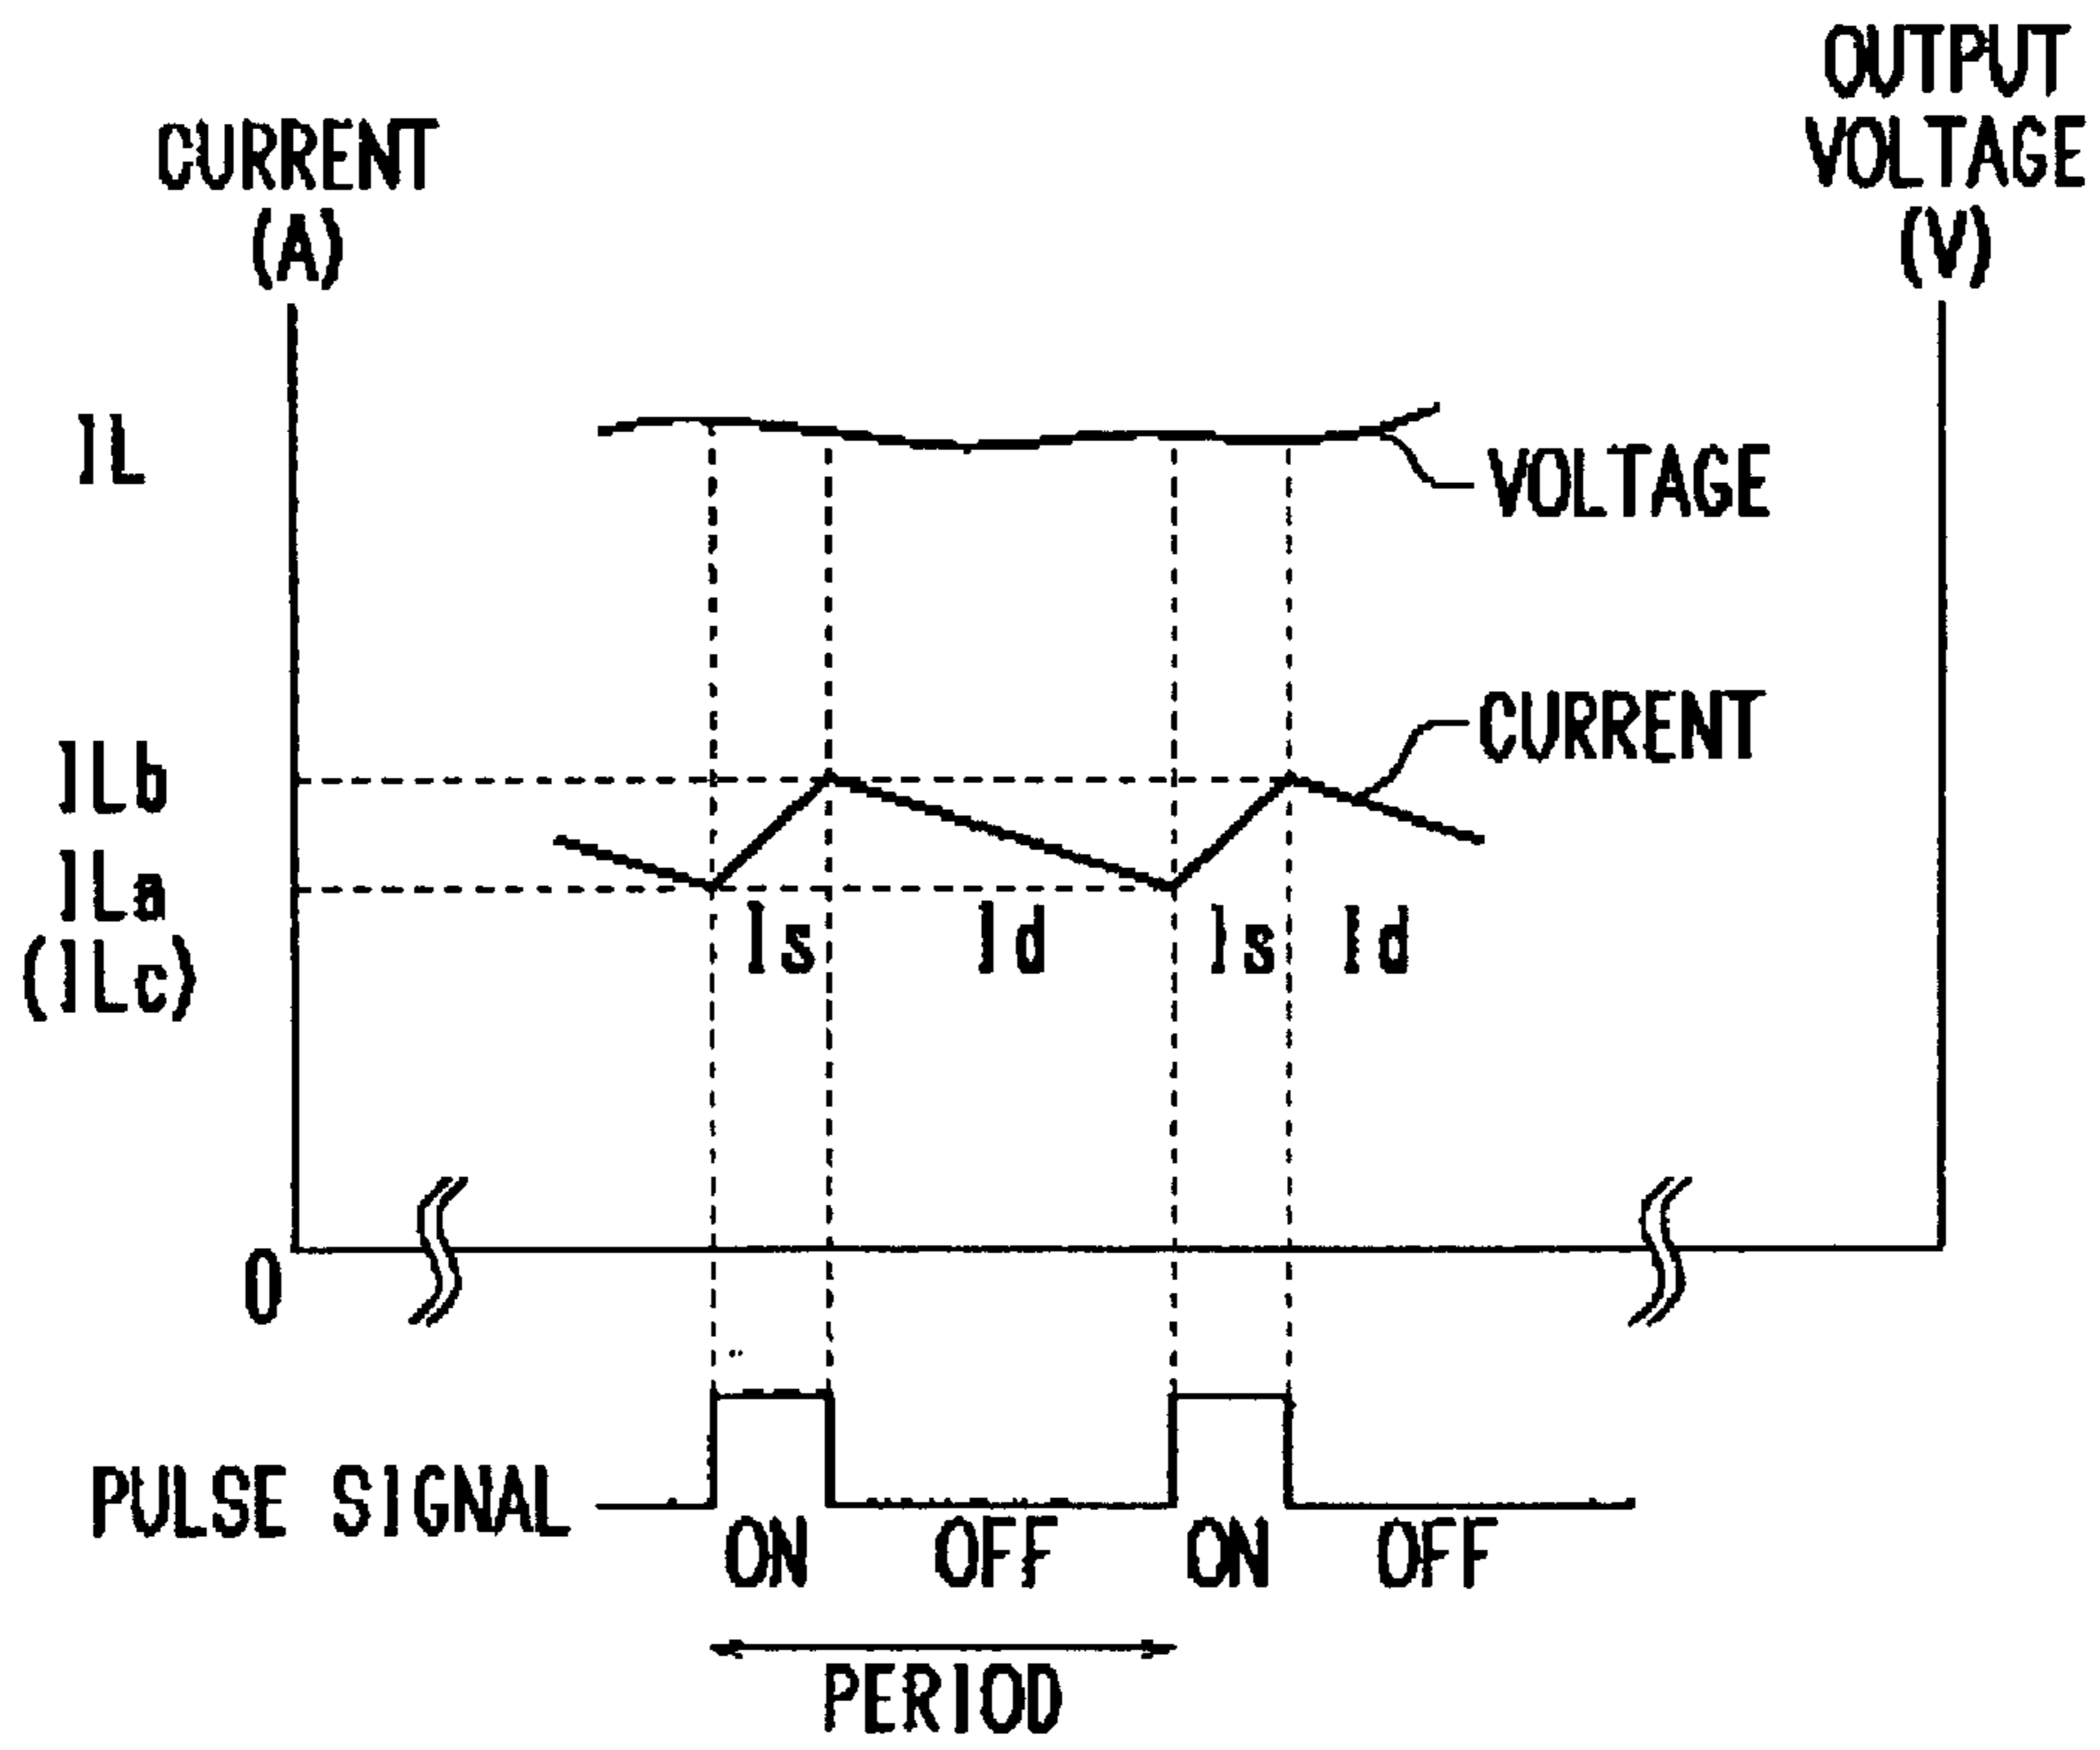 OUTPUT
VOLTAGE
(V)
CURRENT
(A)
IL
VOLTAGE
CURRENT
ILb
ILa
(ILc)
Is Id Is Id
0
PULSE SIGNAL
ON OFF ON OFF
PERIOD